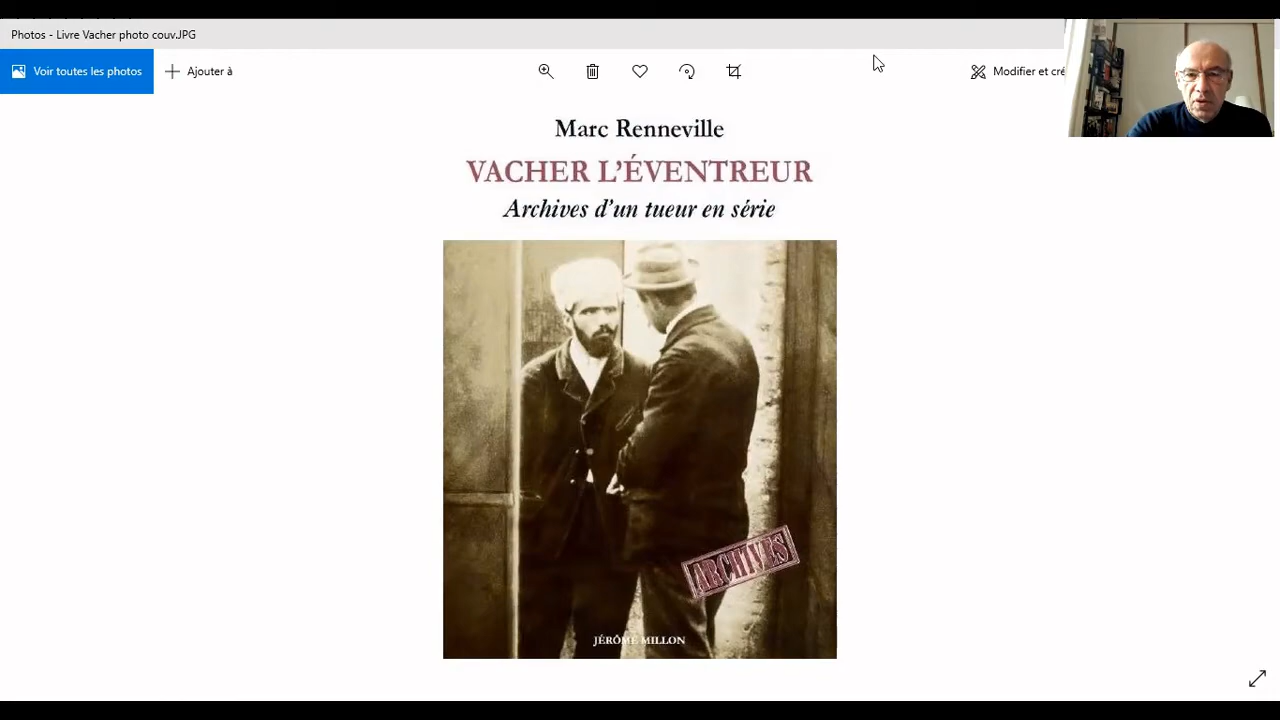 Photos - Livre Vacher photo couv.JPG
Voir toutes les photos
Ajouter à
Modifier et cré
Marc Renneville
VACHER L'ÉVENTREUR
Archives d'un tueur en série
ARCHIVES
JÉRÔME MILLON